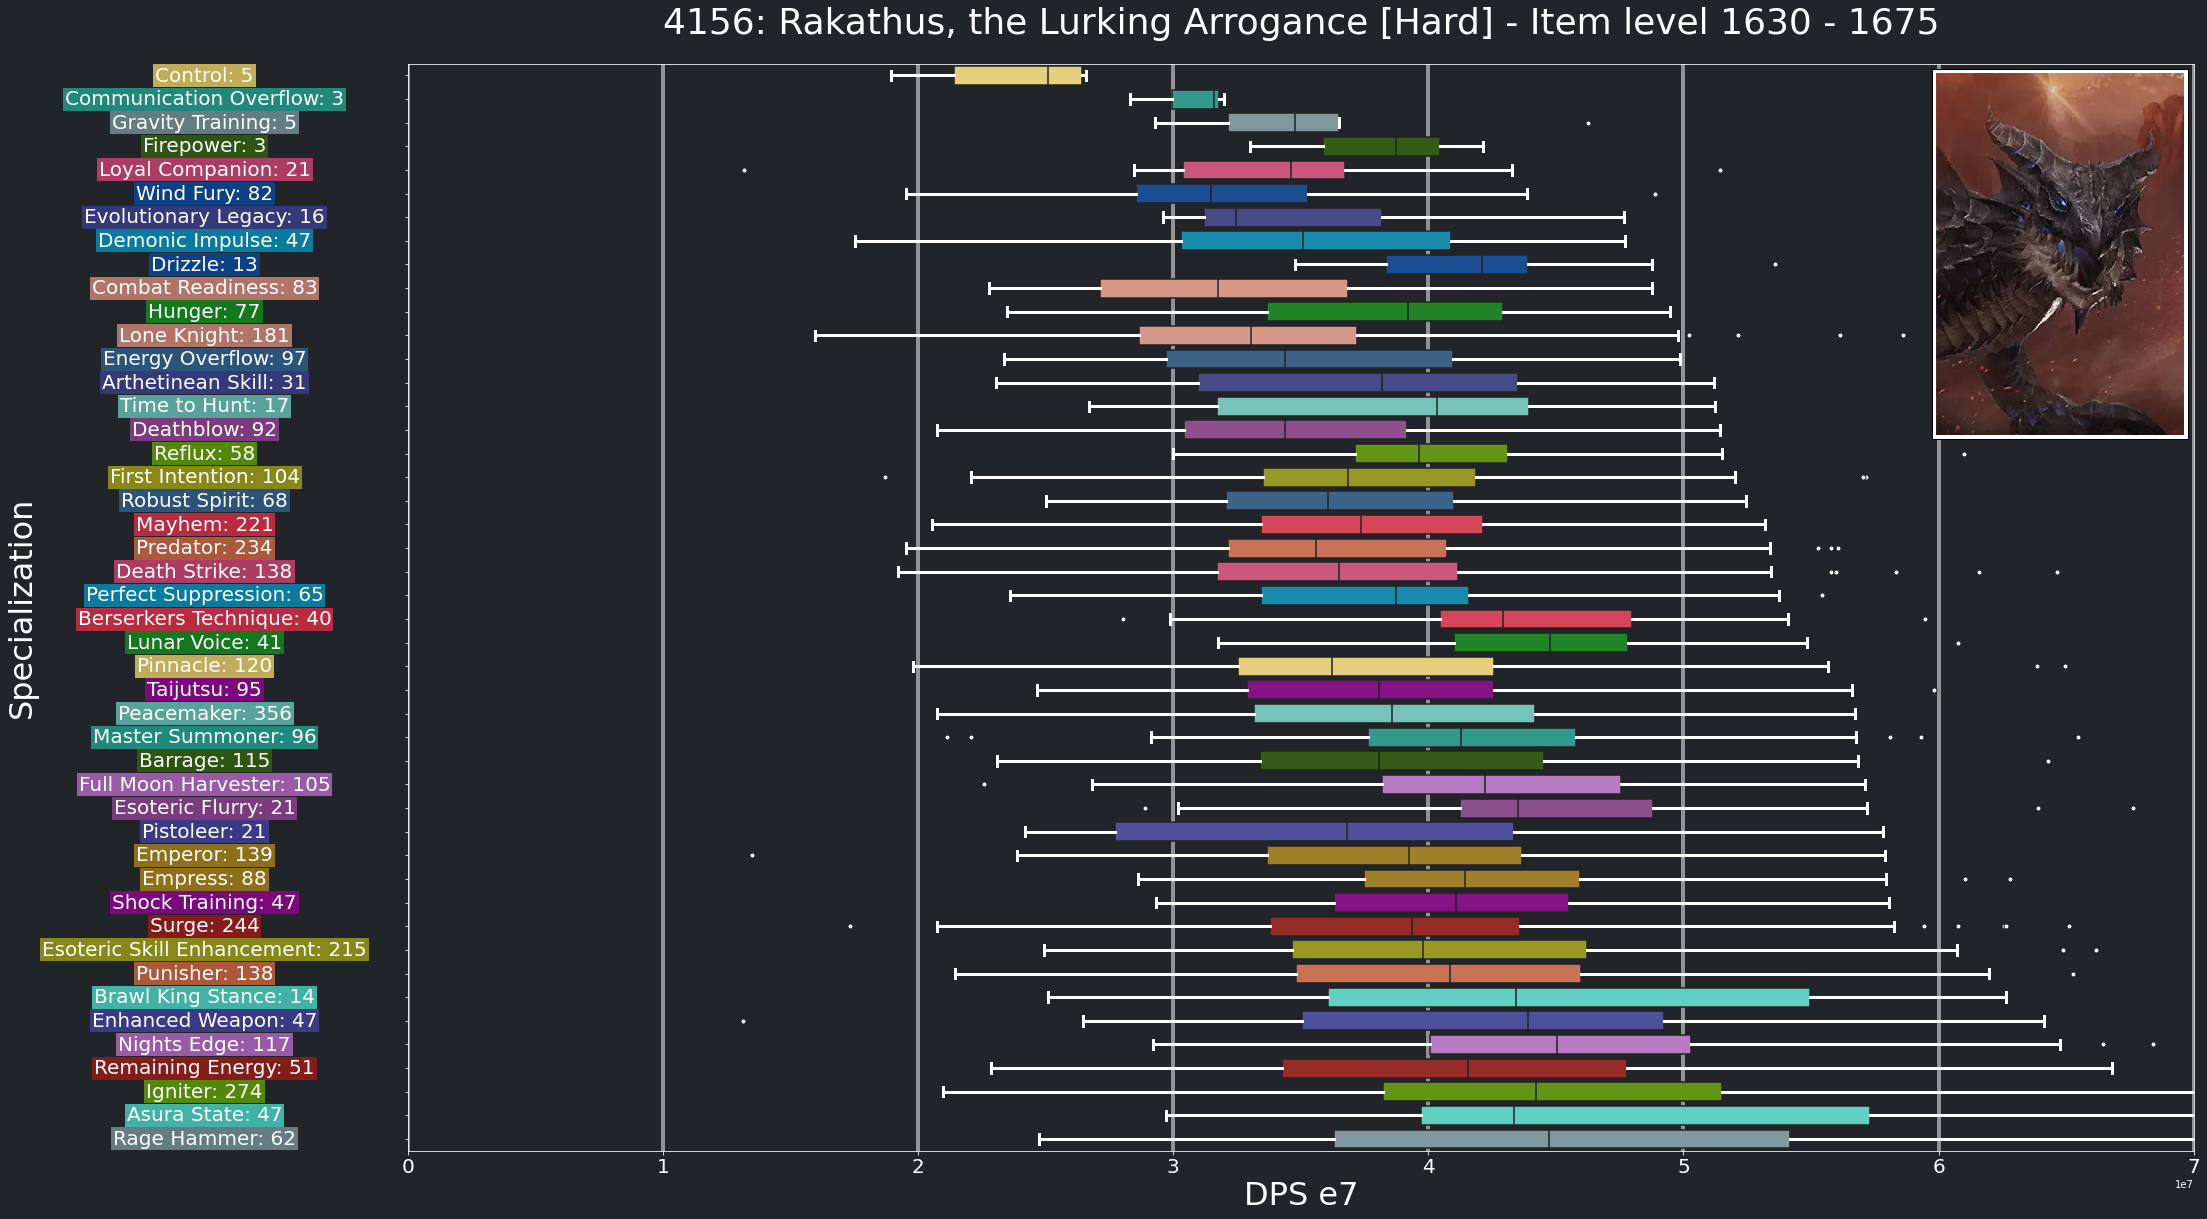 4156: Rakathus, the Lurking Arrogance [Hard] - Item level 1630 - 1675
Specialization
Control: 5
Communication Overflow: 3
Gravity Training: 5
Firepower: 3
Loyal Companion: 21
Wind Fury: 82
Evolutionary Legacy: 16
Demonic Impulse: 47
Drizzle: 13
Combat Readiness: 83
Hunger: 77
Lone Knight: 181
Energy Overflow: 97
Arthetinean Skill: 31
Time to Hunt: 17
Deathblow: 92
Reflux: 58
First Intention: 104
Robust Spirit: 68
Mayhem: 221
Predator: 234
Death Strike: 138
Perfect Suppression: 65
Berserkers Technique: 40
Lunar Voice: 41
Pinnacle: 120
Taijutsu: 95
Peacemaker: 356
Master Summoner: 96
Barrage: 115
Full Moon Harvester: 105
Esoteric Flurry: 21
Pistoleer: 21
Emperor: 139
Empress: 88
Shock Training: 47
Surge: 244
Esoteric Skill Enhancement: 215
Punisher: 138
Brawl King Stance: 14
Enhanced Weapon: 47
Nights Edge: 117
Remaining Energy: 51
Igniter: 274
Asura State: 47
Rage Hammer: 62
0 1 2 3 4 5 6 7
1e7
DPS e7